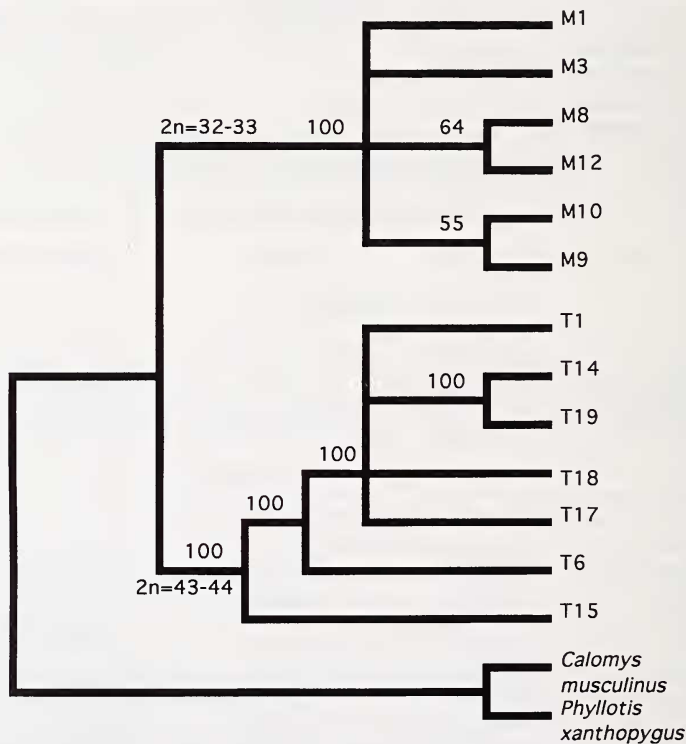 M1
M3
2n=32-33
100
64
M8
M12
M10
55
M9
T1
T14
100
T19
100
T18
100
T17
100
T6
2n=43-44
T15
Calomys
musculinus
Phyllotis
xanthopygus